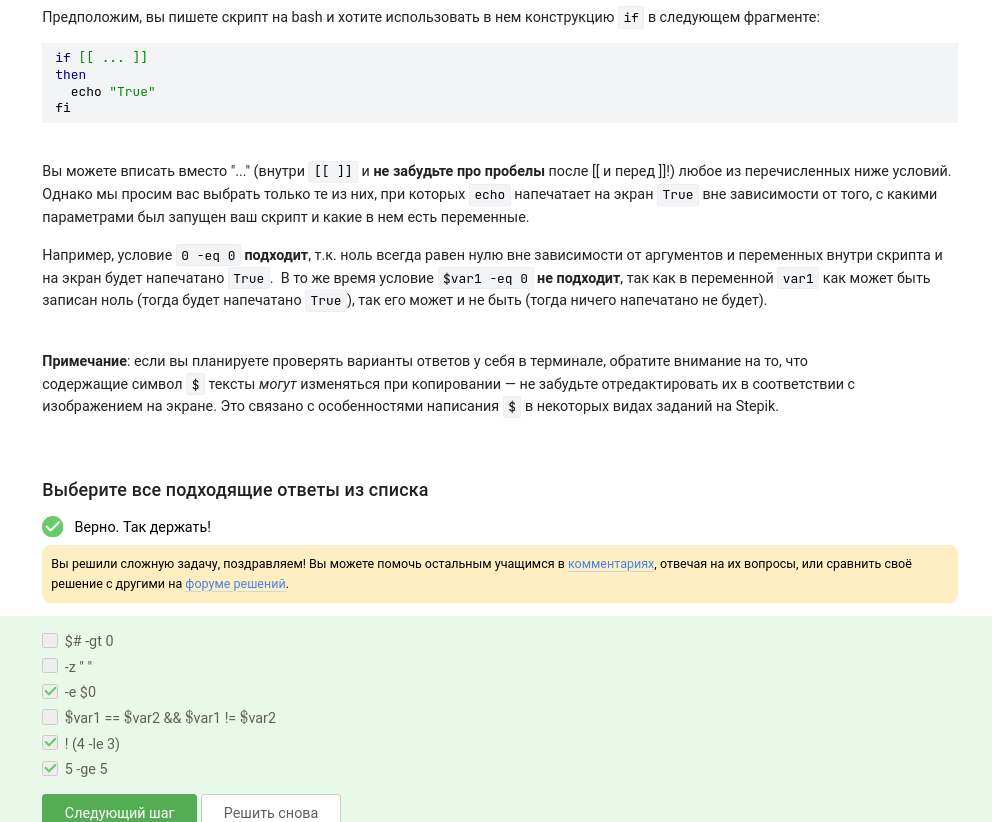 Предположим, вы пишете скрипт на bash и хотите использовать в нем конструкцию if в следующем фрагменте:
if [[ ... ]]
then
  echo "True"
fi
Вы можете вписать вместо "..." (внутри [[ ]] и не забудьте про пробелы после [[ и перед ]]!) любое из перечисленных ниже условий.
Однако мы просим вас выбрать только те из них, при которых echo напечатает на экран True вне зависимости от того, с какими
параметрами был запущен ваш скрипт и какие в нем есть переменные.
Например, условие 0 -eq 0 подходит, т.к. ноль всегда равен нулю вне зависимости от аргументов и переменных внутри скрипта и
на экран будет напечатано True. В то же время условие $var1 -eq 0 не подходит, так как в переменной var1 как может быть
записан ноль (тогда будет напечатано True), так его может и не быть (тогда ничего напечатано не будет).
Примечание: если вы планируете проверять варианты ответов у себя в терминале, обратите внимание на то, что
содержащие символ $ тексты могут изменяться при копировании — не забудьте отредактировать их в соответствии с
изображением на экране. Это связано с особенностями написания $ в некоторых видах заданий на Stepik.
Выберите все подходящие ответы из списка
Верно. Так держать!
Вы решили сложную задачу, поздравляем! Вы можете помочь остальным учащимся в комментариях, отвечая на их вопросы, или сравнить своё
решение с другими на форуме решений.
$# -gt 0
-z " "
-e $0
$var1 == $var2 && $var1 != $var2
! (4 -le 3)
5 -ge 5
Следующий шаг Решить снова